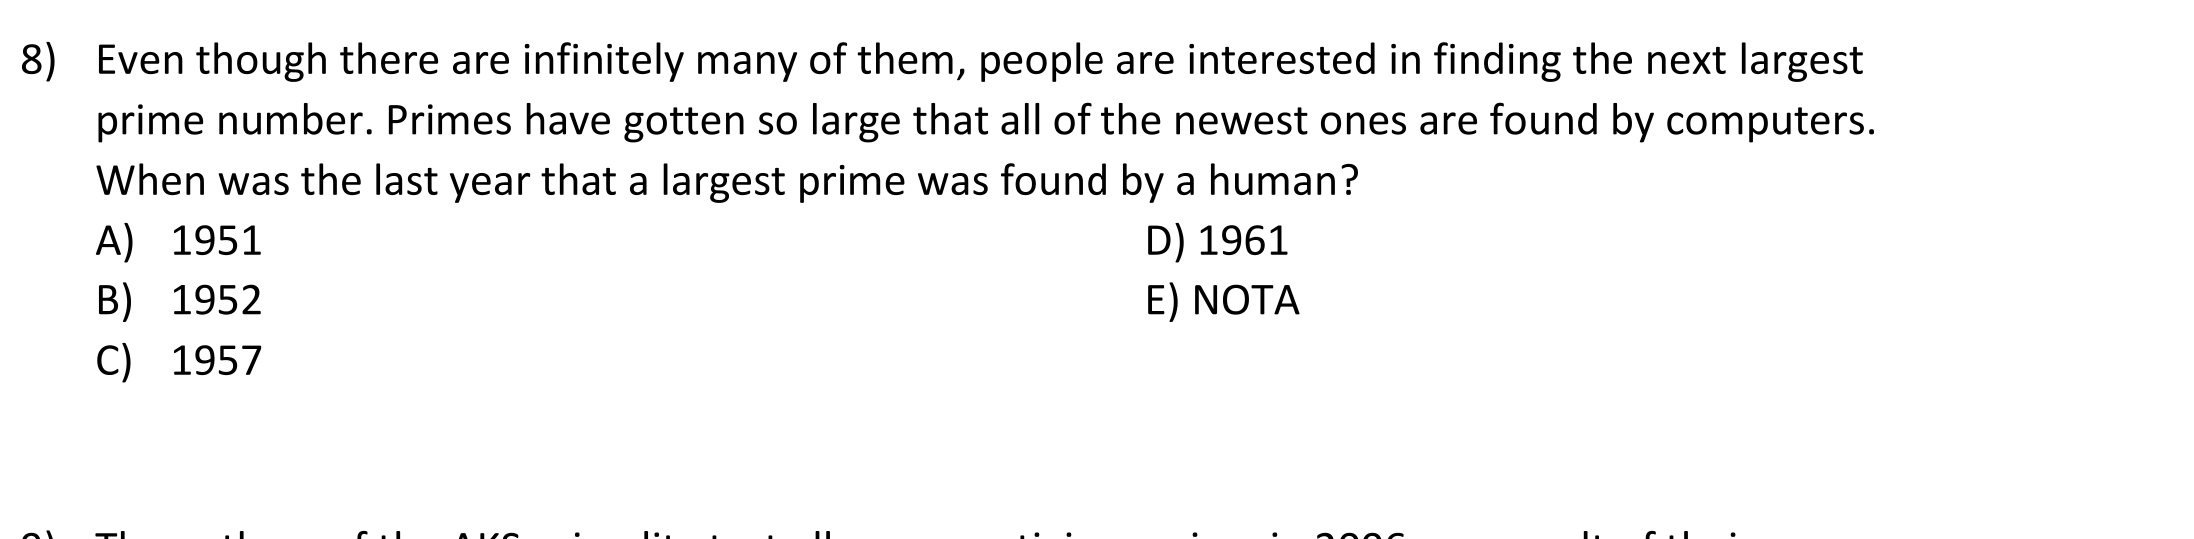 8) Even though there are infinitely many of them, people are interested in finding the next largest
prime number. Primes have gotten so large that all of the newest ones are found by computers.
When was the last year that a largest prime was found by a human?
A) 1951
B) 1952
C) 1957
D) 1961
E) NOTA